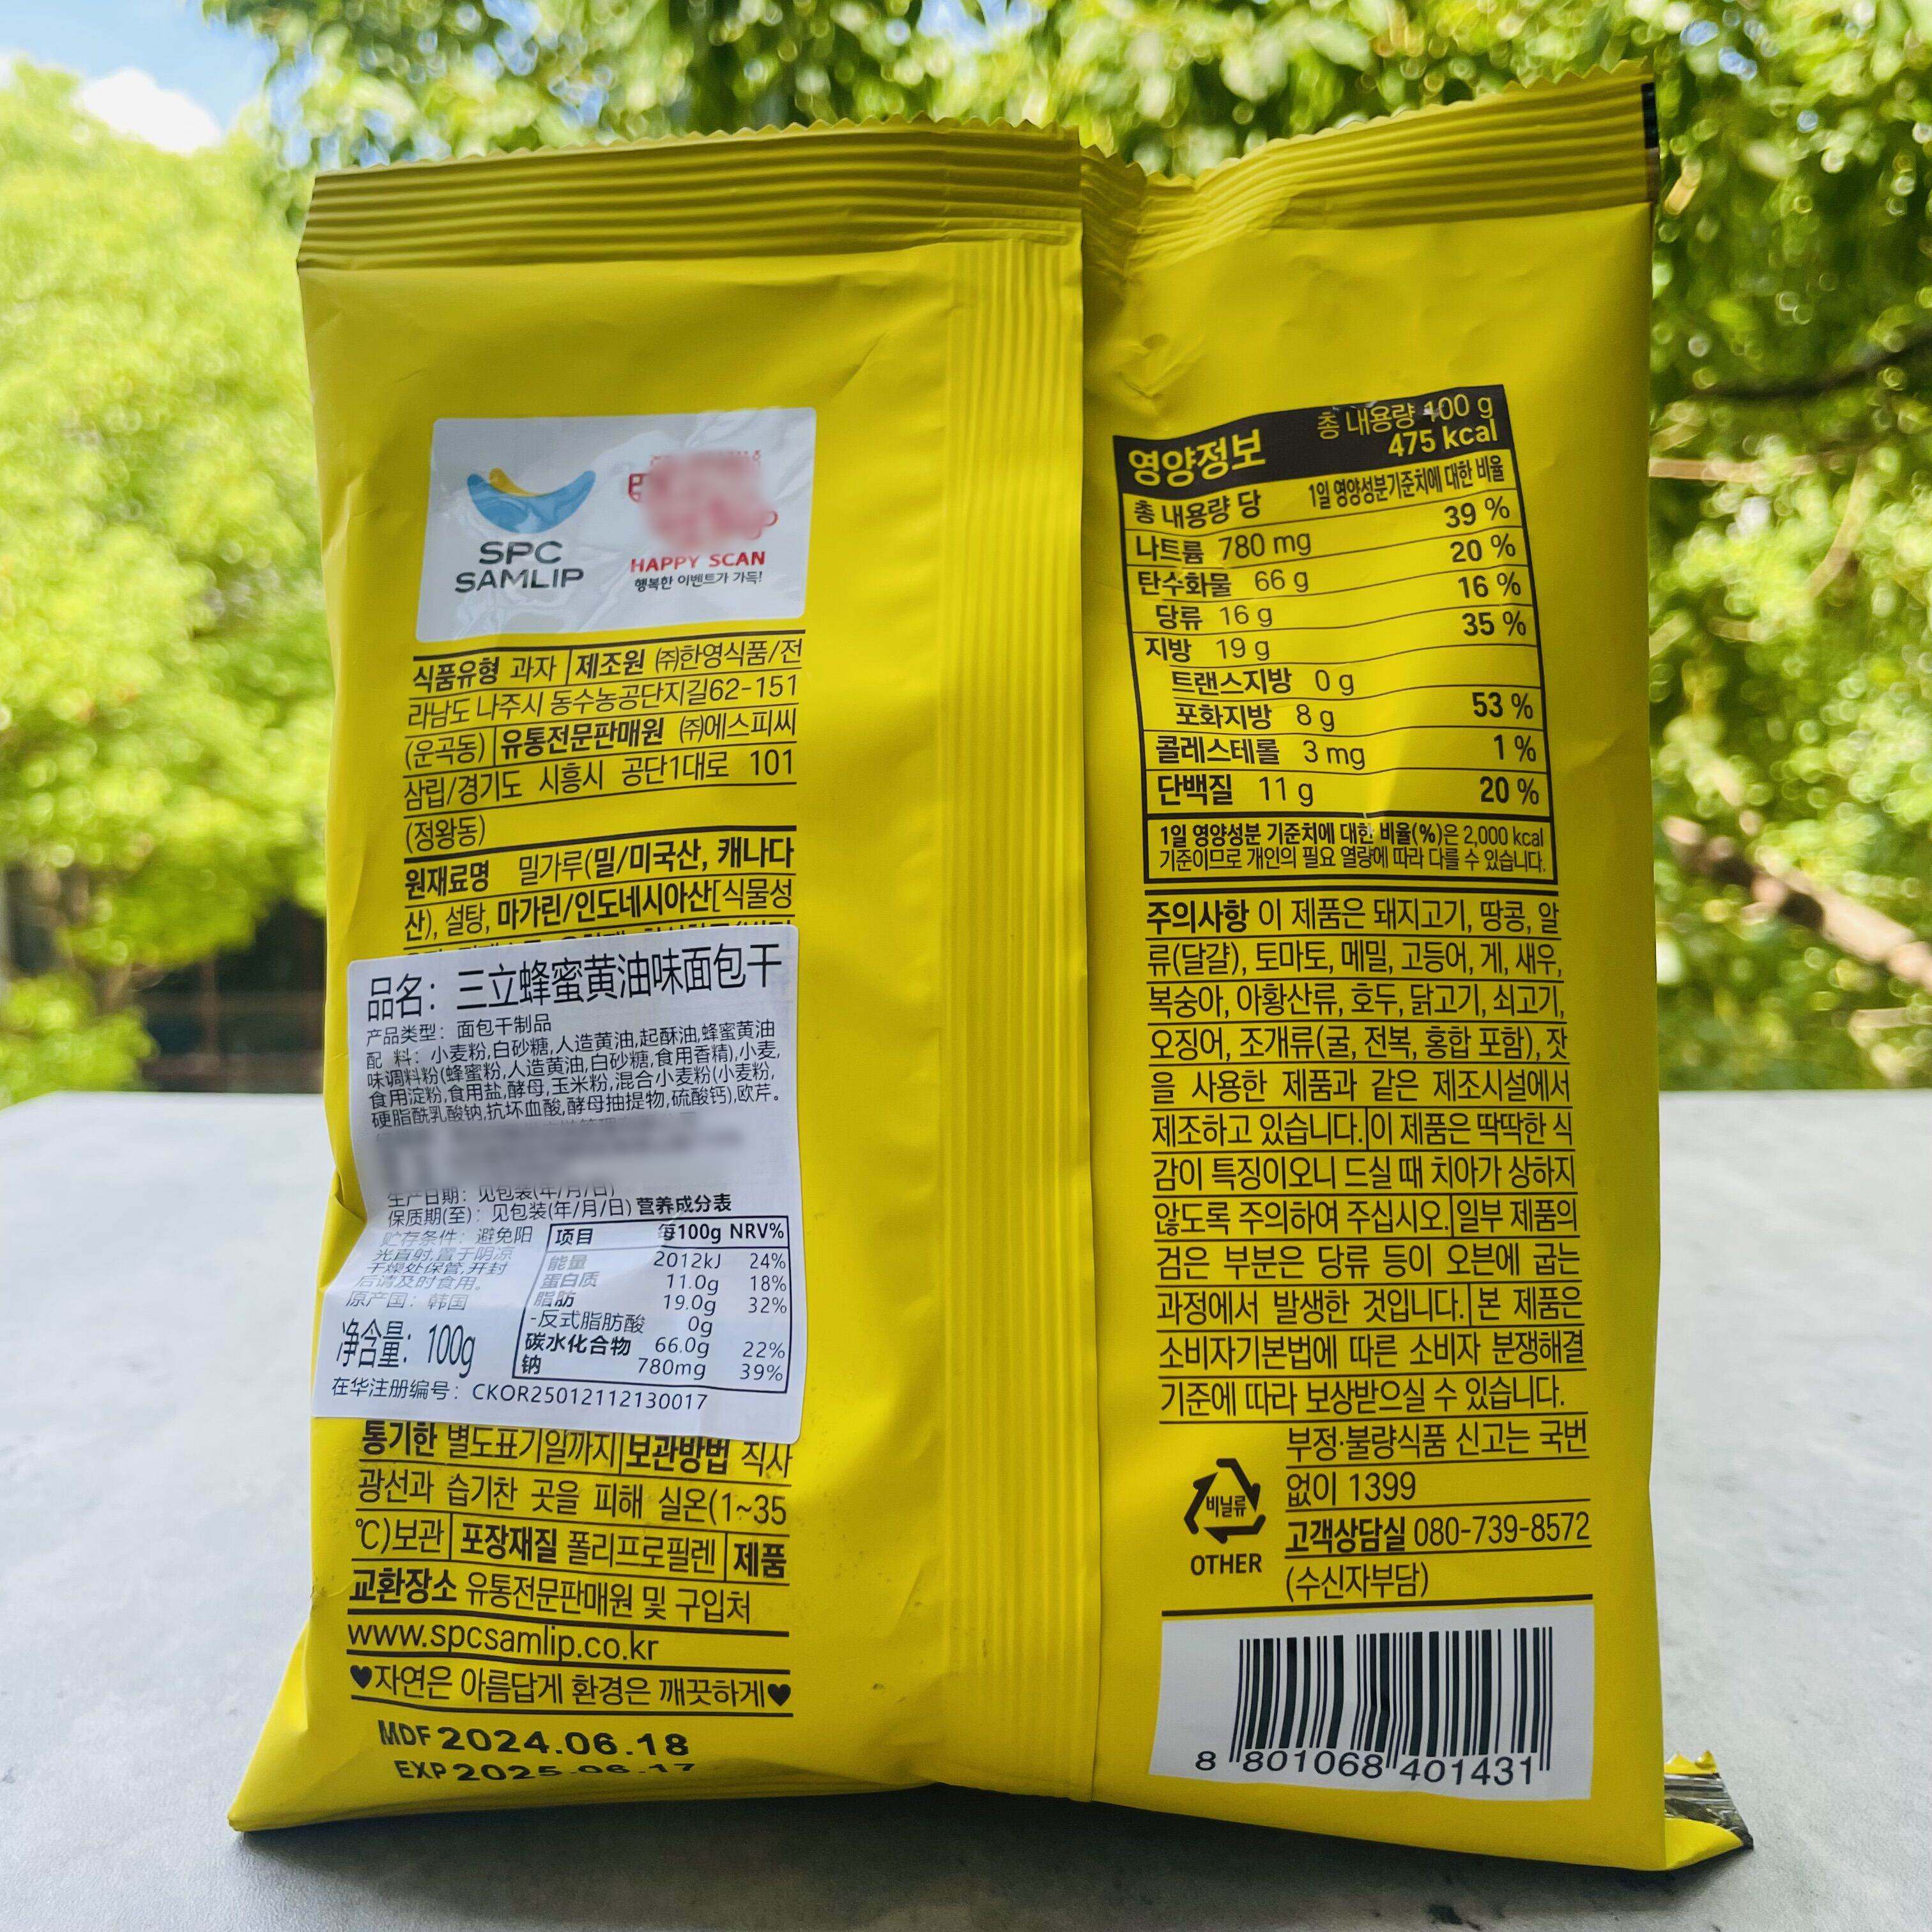 SPC
SAMLIP
HAPPY SCAN
행복한 이벤트가 가득!
식품유형 과자 제조원 ㈜한영식품/전
라남도 나주시 동수농공단지길62-151
(운곡동) 유통전문판매원 ㈜에스피씨
삼립/경기도 시흥시 공단1대로 101
(정왕동)
원재료명 밀가루(밀/미국산, 캐나다
산), 설탕, 마가린/인도네시아산[식물성
品名：三立蜂蜜黄油味面包干
产品类型：面包干制品
配 料：小麦粉,白砂糖,人造黄油,起酥油,蜂蜜黄油
味调料粉(蜂蜜粉,人造黄油,白砂糖,食用香精),小麦,
食用淀粉,食用盐,酵母,玉米粉,混合小麦粉(小麦粉,
硬脂酰乳酸钠,抗坏血酸,酵母抽提物,硫酸钙),欧芹。
生产日期：见包装(年/月/日)
保质期(至)：见包装(年/月/日) 营养成分表
贮存条件：避免阳
光直射,置于阴凉
干燥处保管,开封
后请及时食用。
原产国：韩国
净含量：100g
项目 每100g NRV%
能量 2012kJ 24%
蛋白质 11.0g 18%
脂肪 19.0g 32%
-反式脂肪酸 0g
碳水化合物 66.0g 22%
钠 780mg 39%
在华注册编号：CKOR25012112130017
통기한 별도표기일까지 보관방법 직사
광선과 습기찬 곳을 피해 실온(1~35
℃)보관 포장재질 폴리프로필렌 제품
교환장소 유통전문판매원 및 구입처
www.spcsamlip.co.kr
♥자연은 아름답게 환경은 깨끗하게♥
MDF 2024.06.18
EXP 2025.06.17
영양정보 총 내용량 100 g
475 kcal
총 내용량 당 1일 영양성분기준치에 대한 비율
나트륨 780 mg 39 %
탄수화물 66 g 20 %
당류 16 g 16 %
지방 19 g 35 %
트랜스지방 0 g
포화지방 8 g 53 %
콜레스테롤 3 mg 1 %
단백질 11 g 20 %
1일 영양성분 기준치에 대한 비율(%)은 2,000 kcal
기준이므로 개인의 필요 열량에 따라 다를 수 있습니다.
주의사항 이 제품은 돼지고기, 땅콩, 알
류(달걀), 토마토, 메밀, 고등어, 게, 새우,
복숭아, 아황산류, 호두, 닭고기, 쇠고기,
오징어, 조개류(굴, 전복, 홍합 포함), 잣
을 사용한 제품과 같은 제조시설에서
제조하고 있습니다. 이 제품은 딱딱한 식
감이 특징이오니 드실 때 치아가 상하지
않도록 주의하여 주십시오. 일부 제품의
검은 부분은 당류 등이 오븐에 굽는
과정에서 발생한 것입니다. 본 제품은
소비자기본법에 따른 소비자 분쟁해결
기준에 따라 보상받으실 수 있습니다.
비닐류
OTHER
부정·불량식품 신고는 국번
없이 1399
고객상담실 080-739-8572
(수신자부담)
8 801068 401431